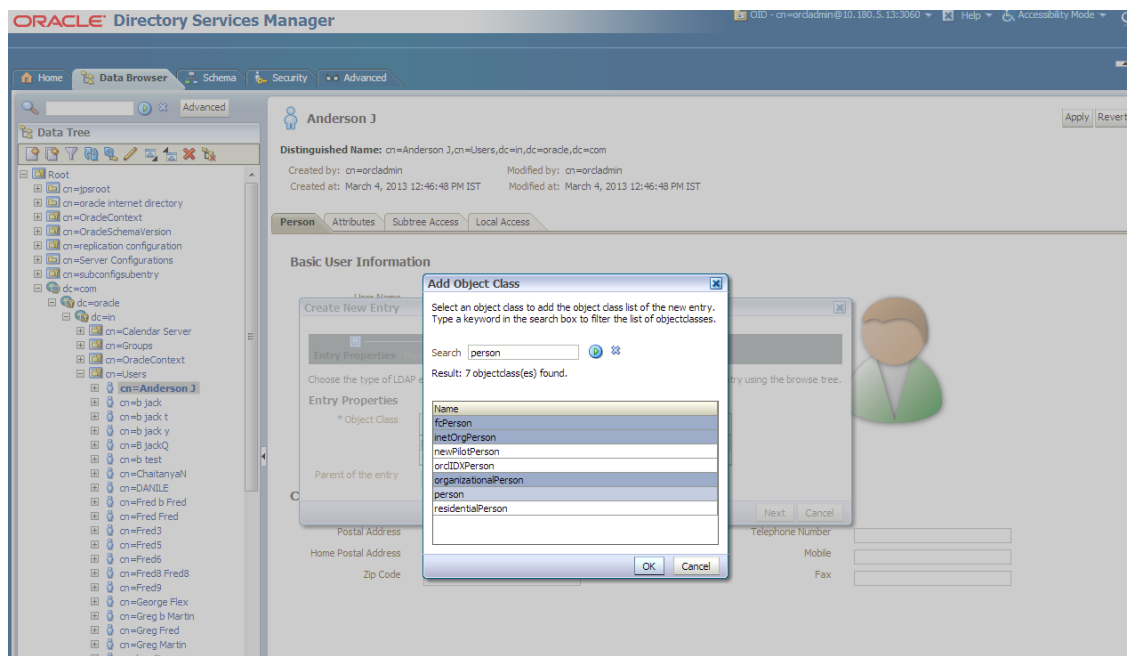 ORACLE Directory Services Manager
OID - cn=orcladmin@10.180.5.13:3060 Help Accessibility Mode
Home Data Browser Schema Security Advanced
Advanced
Data Tree
Root
cn=jpsroot
cn=oracle internet directory
cn=OracleContext
cn=OracleSchemaVersion
cn=replication configuration
cn=Server Configurations
cn=subconfigsubentry
dc=com
dc=oracle
dc=in
cn=Calendar Server
cn=Groups
cn=OracleContext
cn=Users
cn=Anderson J
cn=b jack
cn=b jack t
cn=b jack y
cn=B jackQ
cn=b test
cn=ChaitanyaN
cn=DANILE
cn=Fred b Fred
cn=Fred Fred
cn=Fred3
cn=Fred5
cn=Fred6
cn=Fred8 Fred8
cn=Fred9
cn=George Flex
cn=Greg b Martin
cn=Greg Fred
cn=Greg Martin
Anderson J
Apply Revert
Distinguished Name: cn=Anderson J,cn=Users,dc=in,dc=oracle,dc=com
Created by: cn=orcladmin Modified by: cn=orcladmin
Created at: March 4, 2013 12:46:48 PM IST Modified at: March 4, 2013 12:46:48 PM IST
Person Attributes Subtree Access Local Access
Basic User Information
User Name
Create New Entry
Entry Properties
Choose the type of LDAP
try using the browse tree.
Entry Properties
* Object Class
Parent of the entry
Next Cancel
Add Object Class
Select an object class to add the object class list of the new entry.
Type a keyword in the search box to filter the list of objectclasses.
Search person
Result: 7 objectclass(es) found.
Name
fcPerson
inetOrgPerson
newPilotPerson
orclIDXPerson
organizationalPerson
person
residentialPerson
OK Cancel
Postal Address
Home Postal Address
Zip Code
Telephone Number
Mobile
Fax